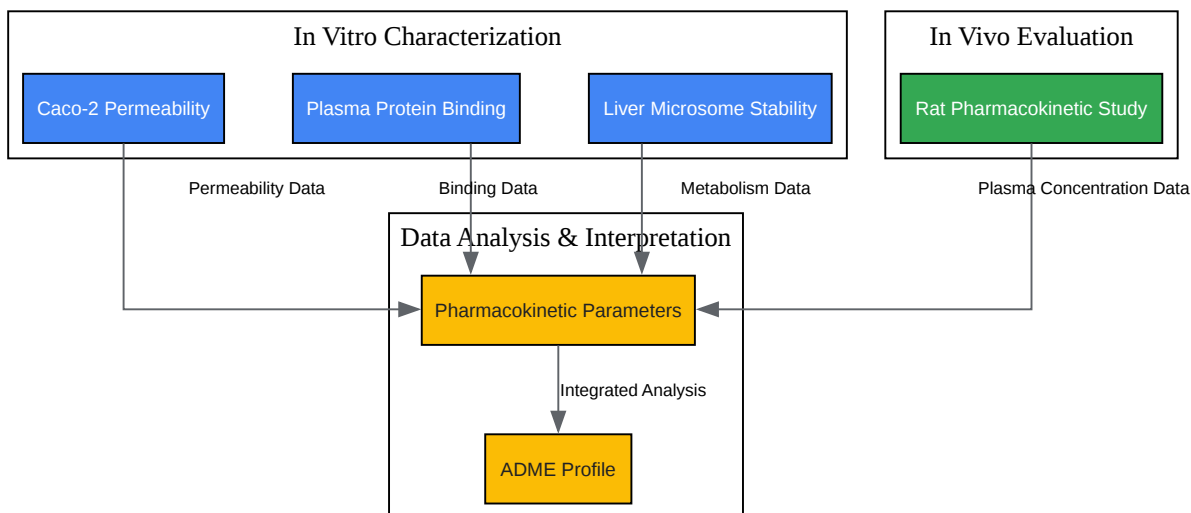 In Vitro Characterization
In Vivo Evaluation
Caco-2 Permeability
Plasma Protein Binding
Liver Microsome Stability
Rat Pharmacokinetic Study
Permeability Data
Binding Data
Metabolism Data
Plasma Concentration Data
Data Analysis & Interpretation
Pharmacokinetic Parameters
Integrated Analysis
ADME Profile